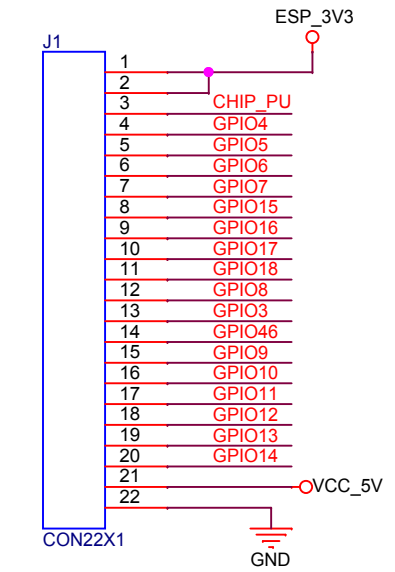 ESP_3V3
J1
1
2
3 CHIP_PU
4 GPIO4
5 GPIO5
6 GPIO6
7 GPIO7
8 GPIO15
9 GPIO16
10 GPIO17
11 GPIO18
12 GPIO8
13 GPIO3
14 GPIO46
15 GPIO9
16 GPIO10
17 GPIO11
18 GPIO12
19 GPIO13
20 GPIO14
21 VCC_5V
22
CON22X1
GND